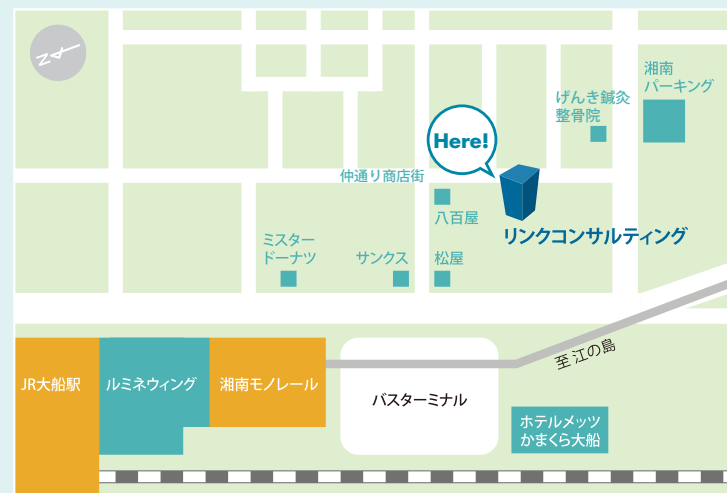 N
湘南
パーキング
げんき鍼灸
整骨院
Here!
仲通り商店街
八百屋
リンクコンサルティング
ミスター
ドーナツ
サンクス
松屋
至 江の島
JR大船駅
ルミネウィング
湘南モノレール
バスターミナル
ホテルメッツ
かまくら大船